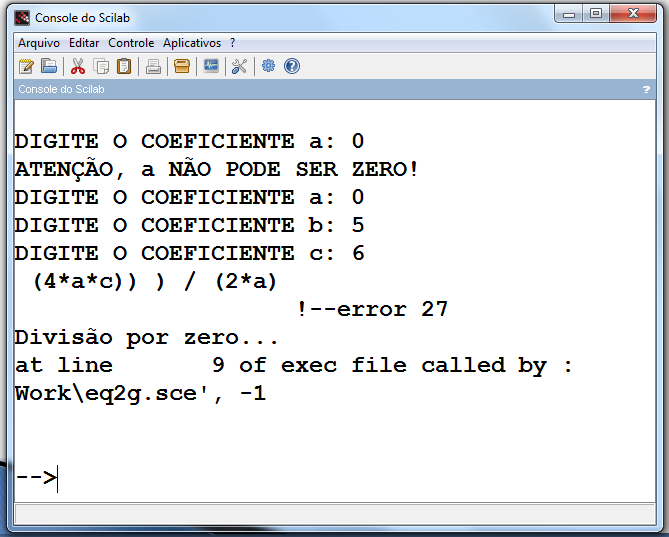 Console do Scilab
Arquivo Editar Controle Aplicativos ?
Console do Scilab ?
DIGITE O COEFICIENTE a: 0
ATENÇÃO, a NÃO PODE SER ZERO!
DIGITE O COEFICIENTE a: 0
DIGITE O COEFICIENTE b: 5
DIGITE O COEFICIENTE c: 6
(4*a*c)) ) / (2*a)
!--error 27
Divisão por zero...
at line 9 of exec file called by :
Work\eq2g.sce', -1
-->